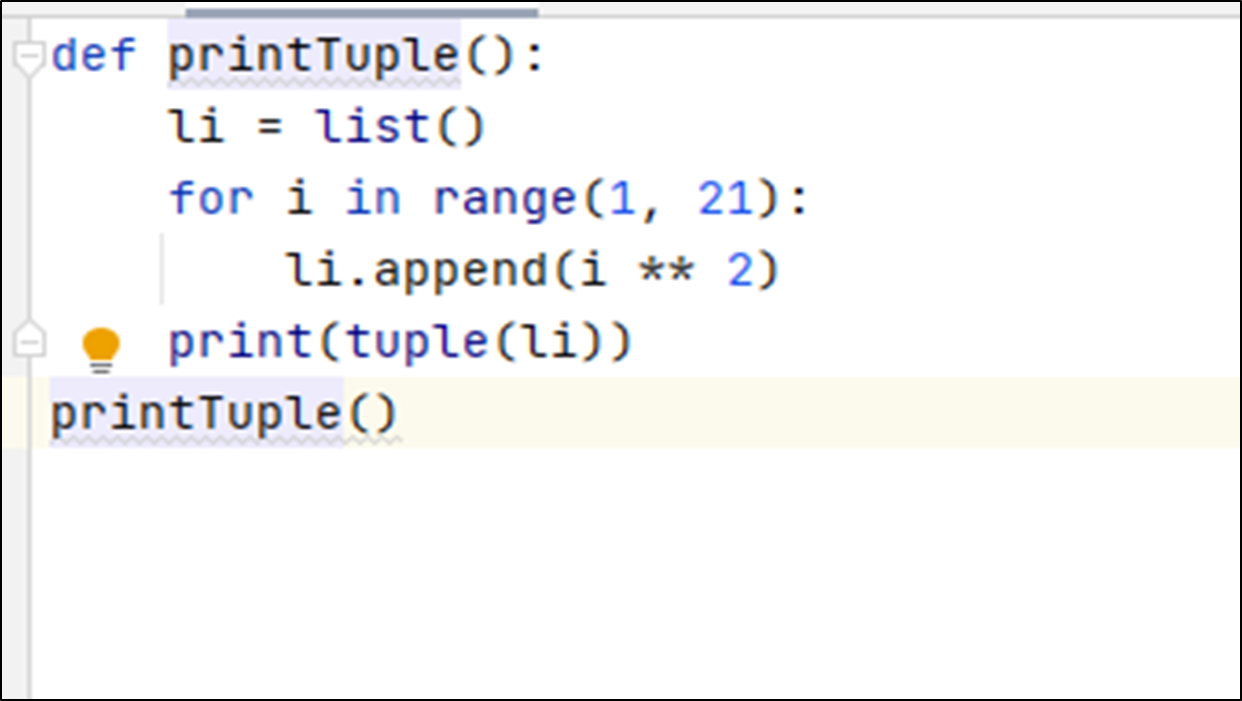 def printTuple():
    li = list()
    for i in range(1, 21):
        li.append(i ** 2)
    print(tuple(li))
printTuple()